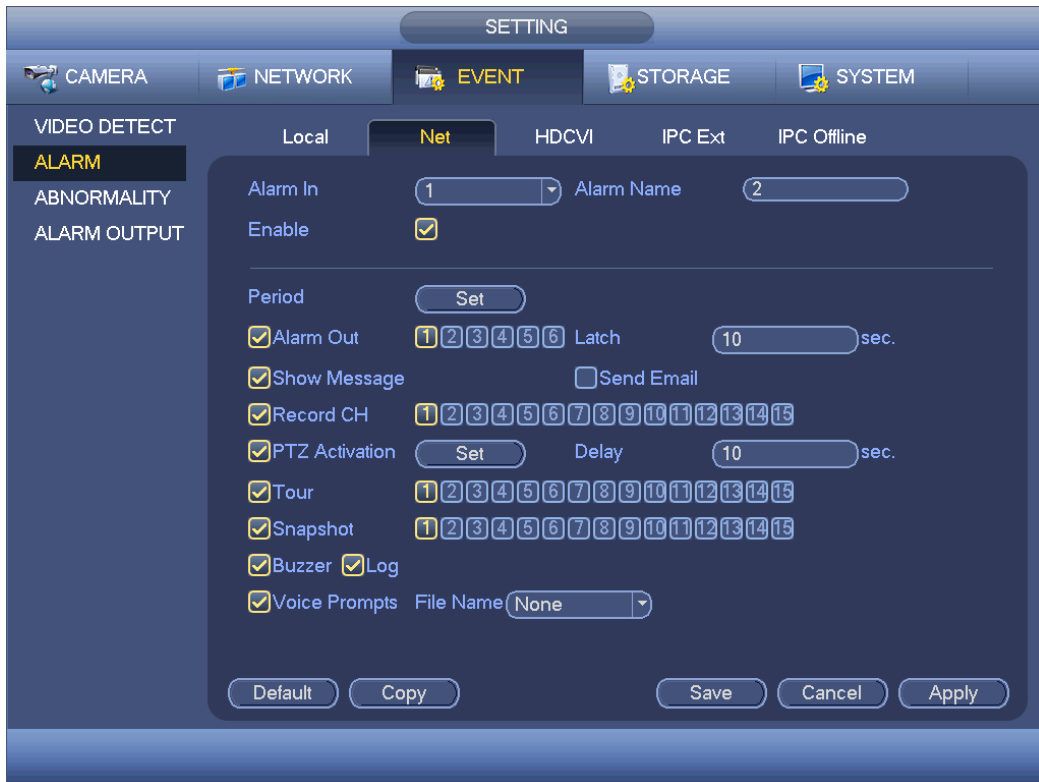 SETTING
CAMERA NETWORK EVENT STORAGE SYSTEM
VIDEO DETECT
ALARM
ABNORMALITY
ALARM OUTPUT
Local Net HDCVI IPC Ext IPC Offline
Alarm In 1 Alarm Name 2
Enable
Period Set
Alarm Out 1 2 3 4 5 6 Latch 10 sec.
Show Message Send Email
Record CH 1 2 3 4 5 6 7 8 9 10 11 12 13 14 15
PTZ Activation Set Delay 10 sec.
Tour 1 2 3 4 5 6 7 8 9 10 11 12 13 14 15
Snapshot 1 2 3 4 5 6 7 8 9 10 11 12 13 14 15
Buzzer Log
Voice Prompts File Name None
Default Copy Save Cancel Apply